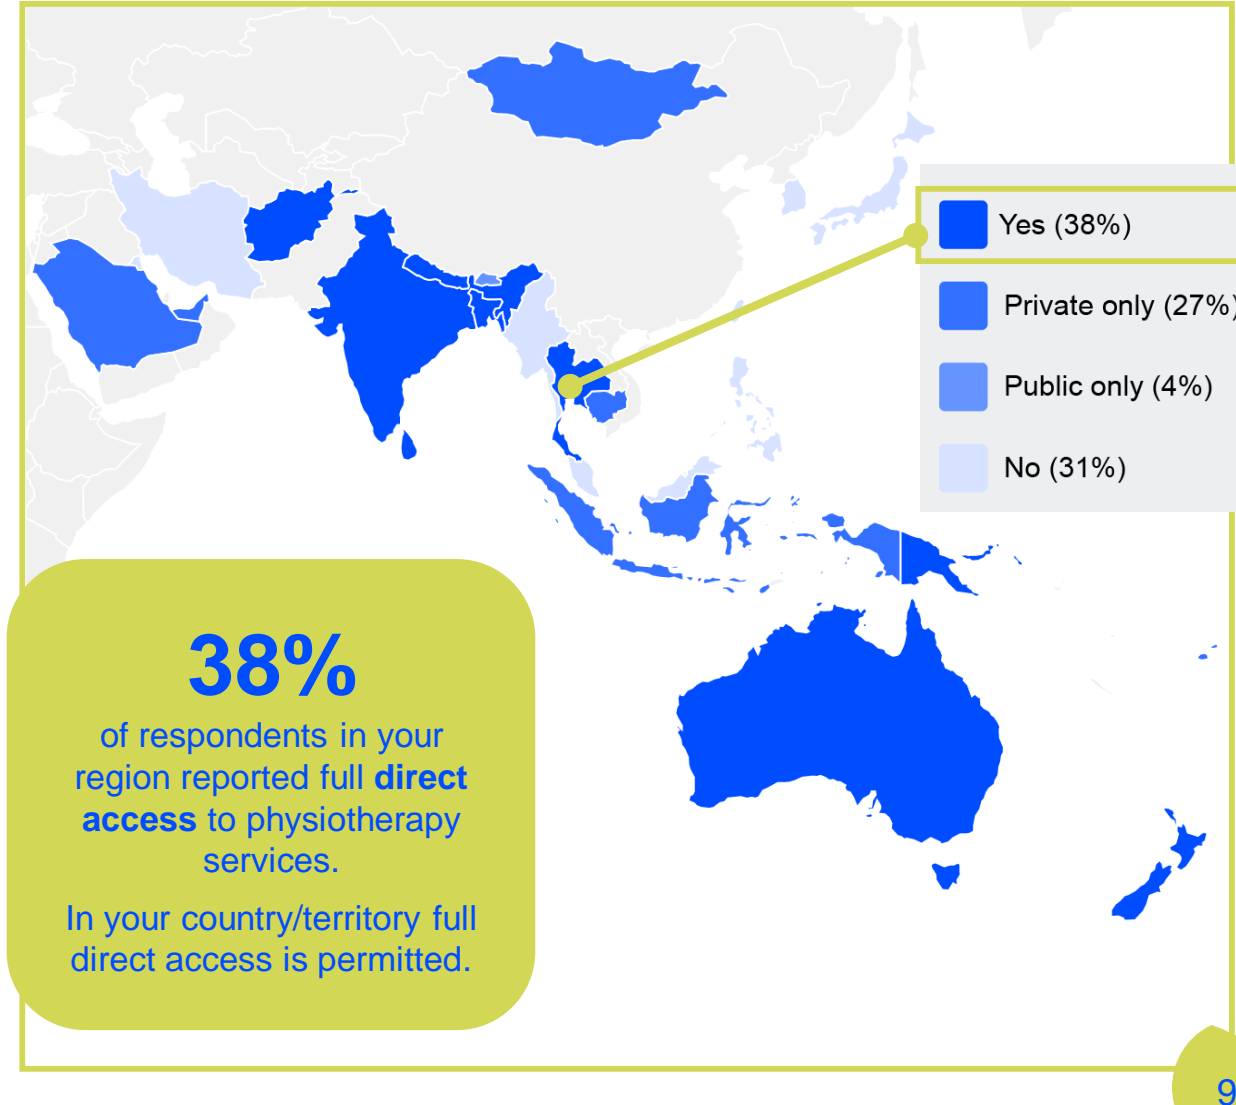 Yes (38%)
Private only (27%)
Public only (4%)
No (31%)
38%
of respondents in your
region reported full direct
access to physiotherapy
services.
In your country/territory full
direct access is permitted.
9